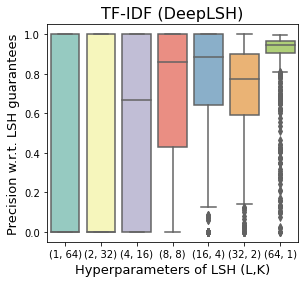 TF-IDF (DeepLSH)
Precision w.r.t. LSH guarantees
1.0
0.8
0.6
0.4
0.2
0.0
(1, 64) (2, 32) (4, 16) (8, 8) (16, 4) (32, 2) (64, 1)
Hyperparameters of LSH (L,K)